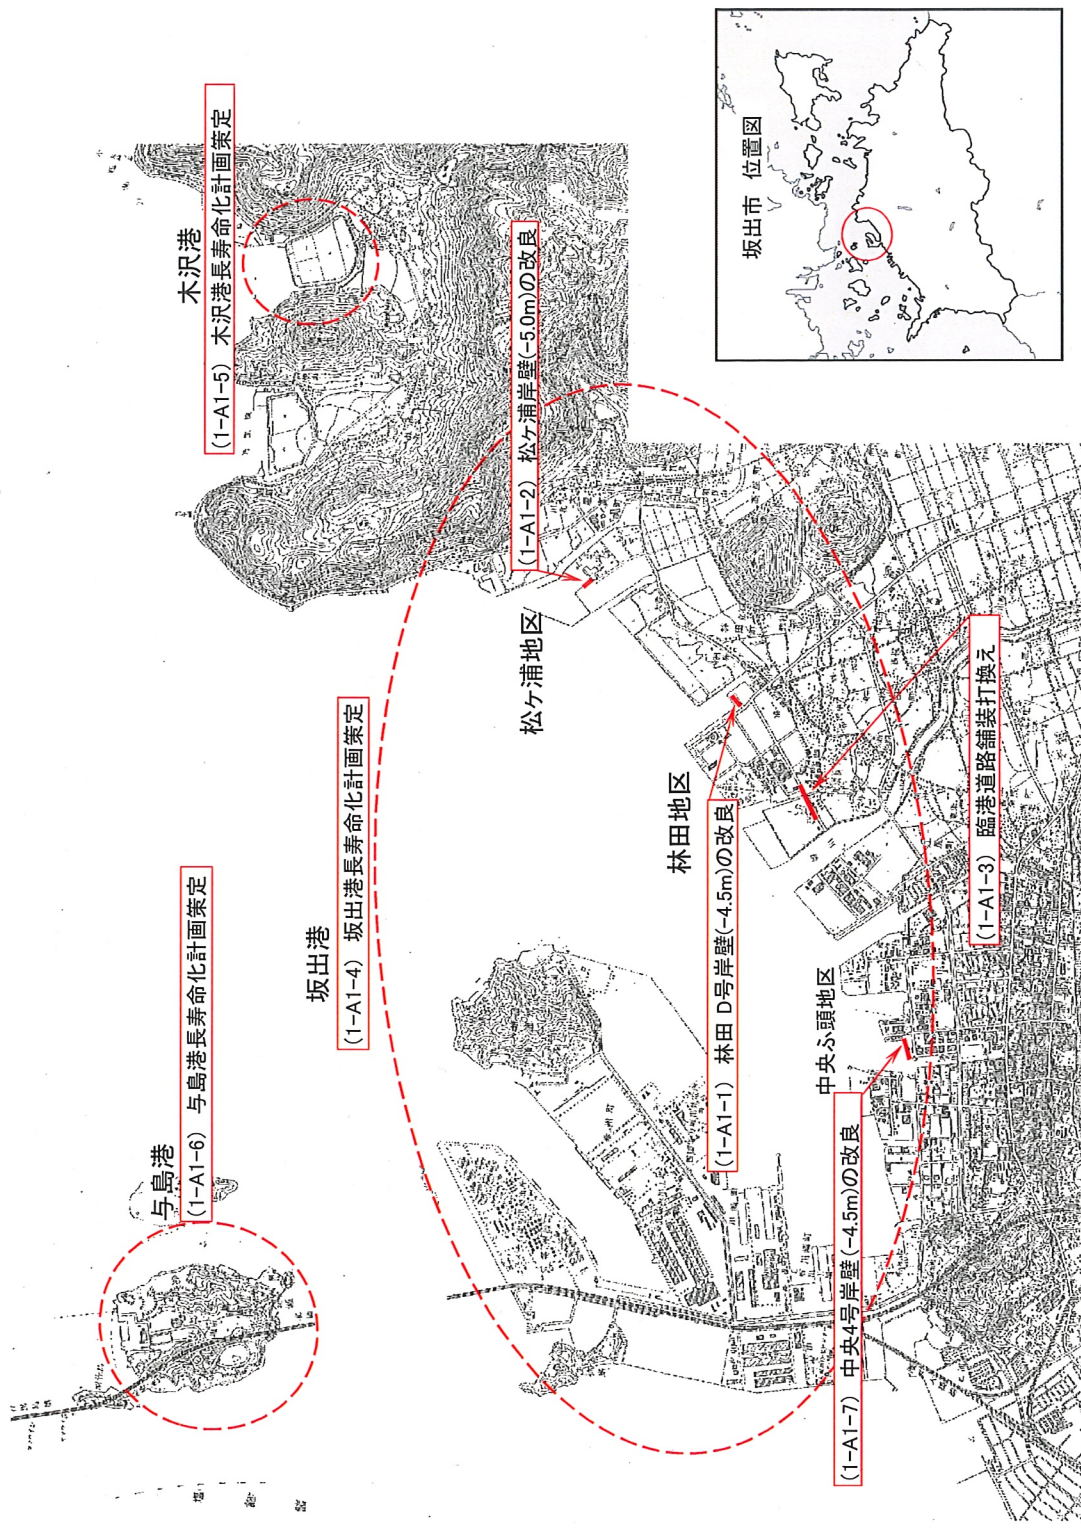 与島港
(1-A1-6) 与島港長寿命化計画策定
坂出港
(1-A1-4) 坂出港長寿命化計画策定
木沢港
(1-A1-5) 木沢港長寿命化計画策定
松ヶ浦地区
(1-A1-2) 松ヶ浦岸壁(-5.0m)の改良
林田地区
(1-A1-1) 林田 D号岸壁(-4.5m)の改良
中央ふ頭地区
(1-A1-7) 中央4号岸壁(-4.5m)の改良
(1-A1-3) 臨港道路舗装打換え
坂出市 位置図